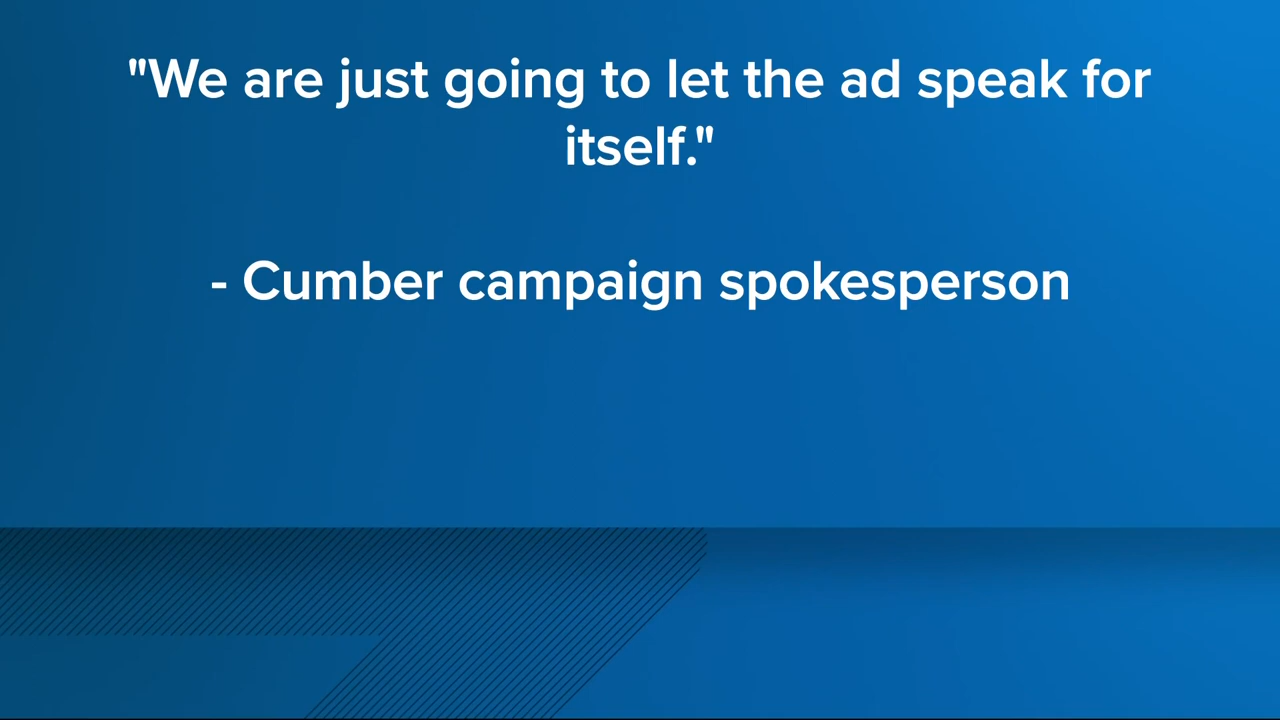 "We are just going to let the ad speak for
itself."
- Cumber campaign spokesperson